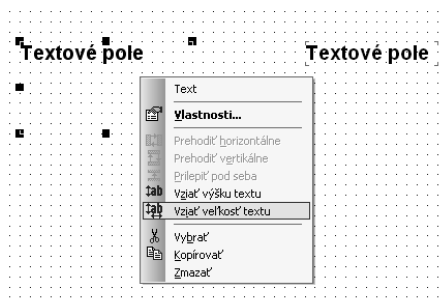 Textové pole
Textové pole
Text
Vlastnosti...
Prehodiť horizontálne
Prehodiť vertikálne
Prilepiť pod seba
Vziať výšku textu
Vziať veľkosť textu
Vybrať
Kopírovať
Zmazať